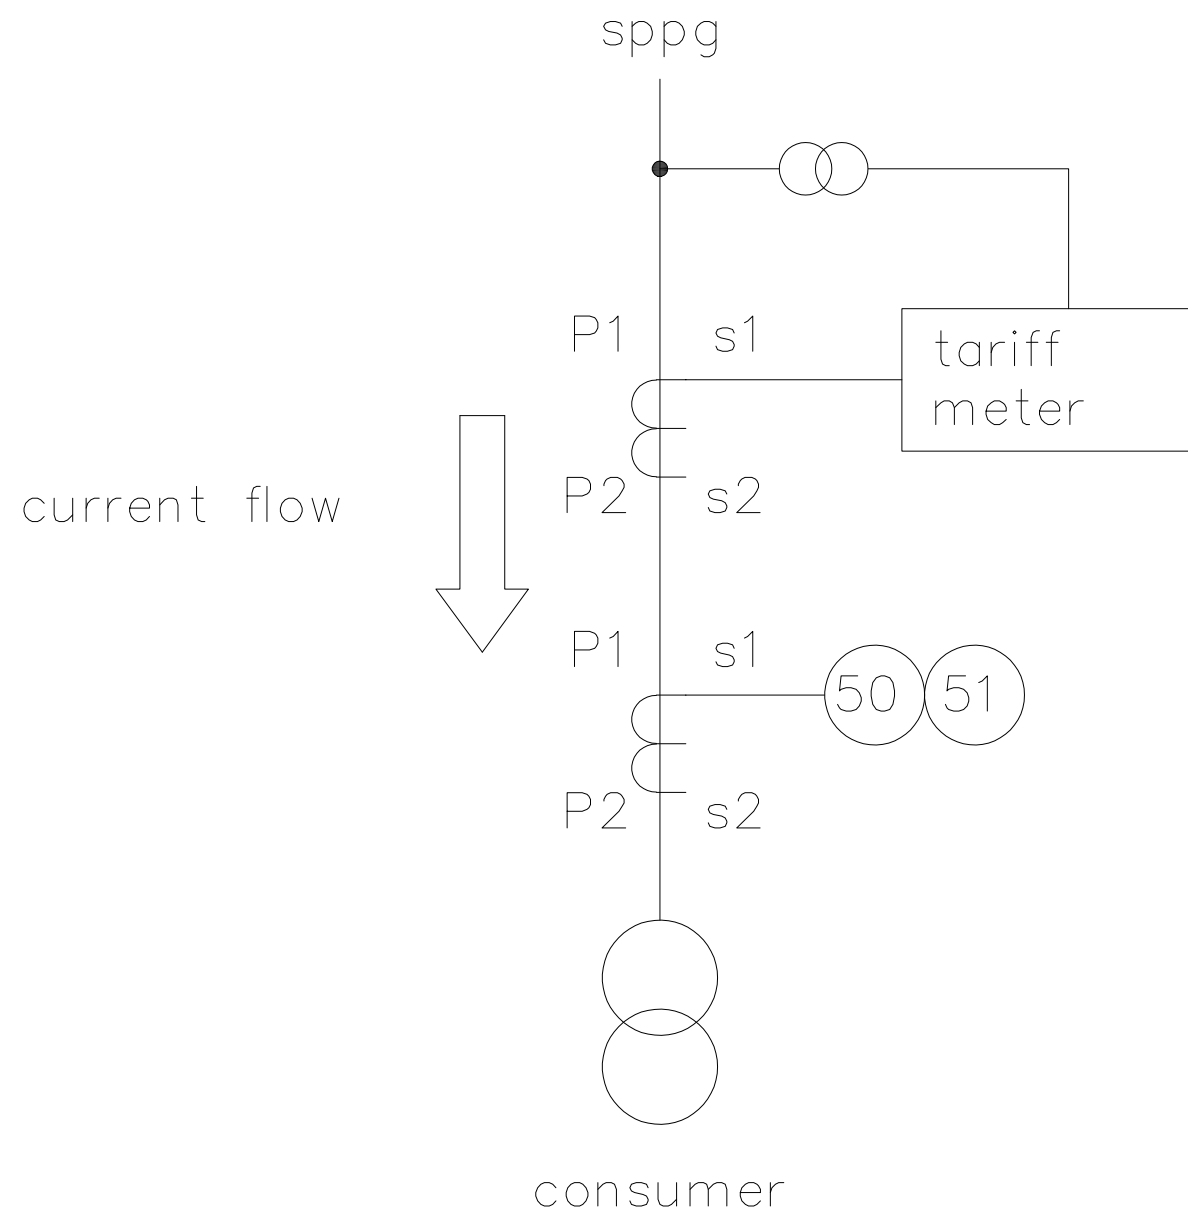 sppg
P1 s1
tariff
meter
P2 s2
current flow
P1 s1
50 51
P2 s2
consumer